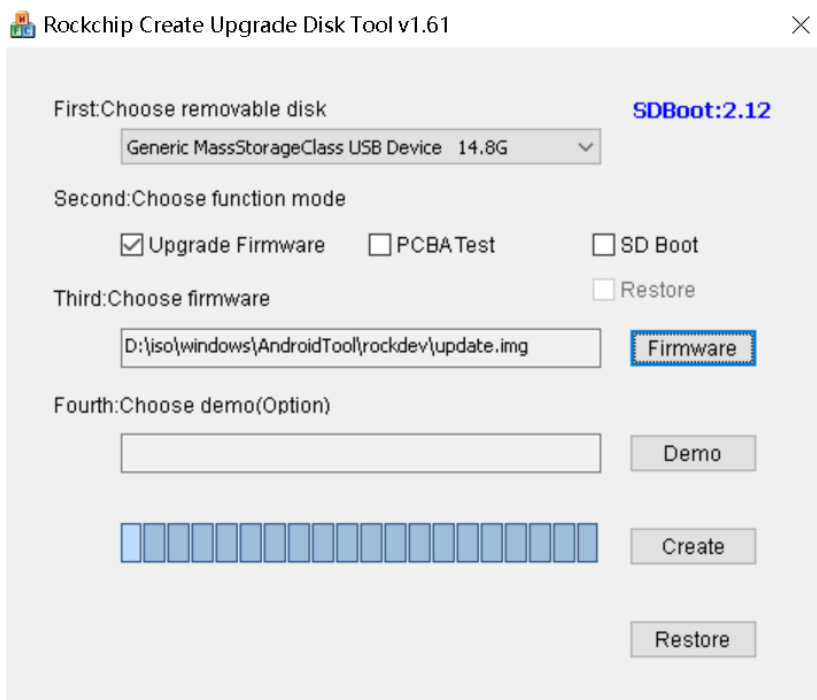 Rockchip Create Upgrade Disk Tool v1.61
First:Choose removable disk
SDBoot:2.12
Generic MassStorageClass USB Device 14.8G
Second:Choose function mode
Upgrade Firmware
PCBA Test
SD Boot
Restore
Third:Choose firmware
D:\iso\windows\AndroidTool\rockdev\update.img
Firmware
Fourth:Choose demo(Option)
Demo
Create
Restore